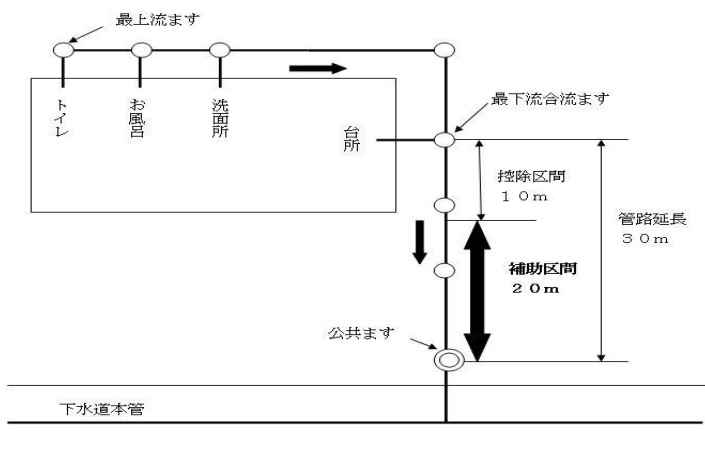 最上流ます
最下流合流ます
トイレ
お風呂
洗面所
台所
控除区間
１０ｍ
管路延長
３０ｍ
補助区間
２０ｍ
公共ます
下水道本管